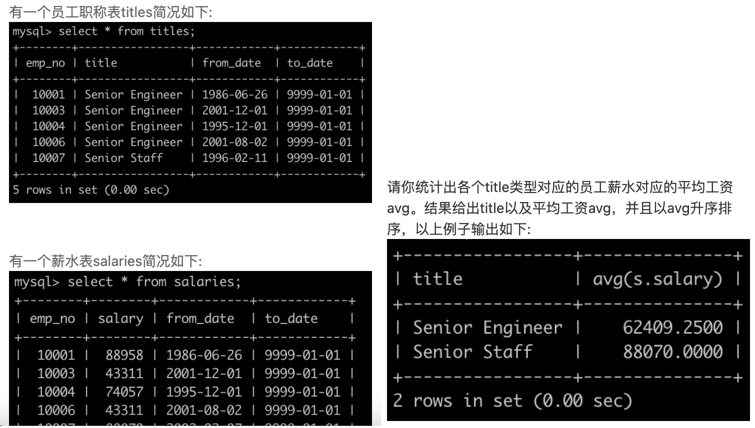 有一个员工职称表titles简况如下:
mysql> select * from titles;
+--------+-----------------+------------+------------+
| emp_no | title           | from_date  | to_date    |
+--------+-----------------+------------+------------+
|  10001 | Senior Engineer | 1986-06-26 | 9999-01-01 |
|  10003 | Senior Engineer | 2001-12-01 | 9999-01-01 |
|  10004 | Senior Engineer | 1995-12-01 | 9999-01-01 |
|  10006 | Senior Engineer | 2001-08-02 | 9999-01-01 |
|  10007 | Senior Staff    | 1996-02-11 | 9999-01-01 |
+--------+-----------------+------------+------------+
5 rows in set (0.00 sec)
有一个薪水表salaries简况如下:
mysql> select * from salaries;
+--------+--------+------------+------------+
| emp_no | salary | from_date  | to_date    |
+--------+--------+------------+------------+
|  10001 |  88958 | 1986-06-26 | 9999-01-01 |
|  10003 |  43311 | 2001-12-01 | 9999-01-01 |
|  10004 |  74057 | 1995-12-01 | 9999-01-01 |
|  10006 |  43311 | 2001-08-02 | 9999-01-01 |
请你统计出各个title类型对应的员工薪水对应的平均工资
avg。结果给出title以及平均工资avg，并且以avg升序排
序，以上例子输出如下:
+-----------------+---------------+
| title           | avg(s.salary) |
+-----------------+---------------+
| Senior Engineer |    62409.2500 |
| Senior Staff    |    88070.0000 |
+-----------------+---------------+
2 rows in set (0.00 sec)